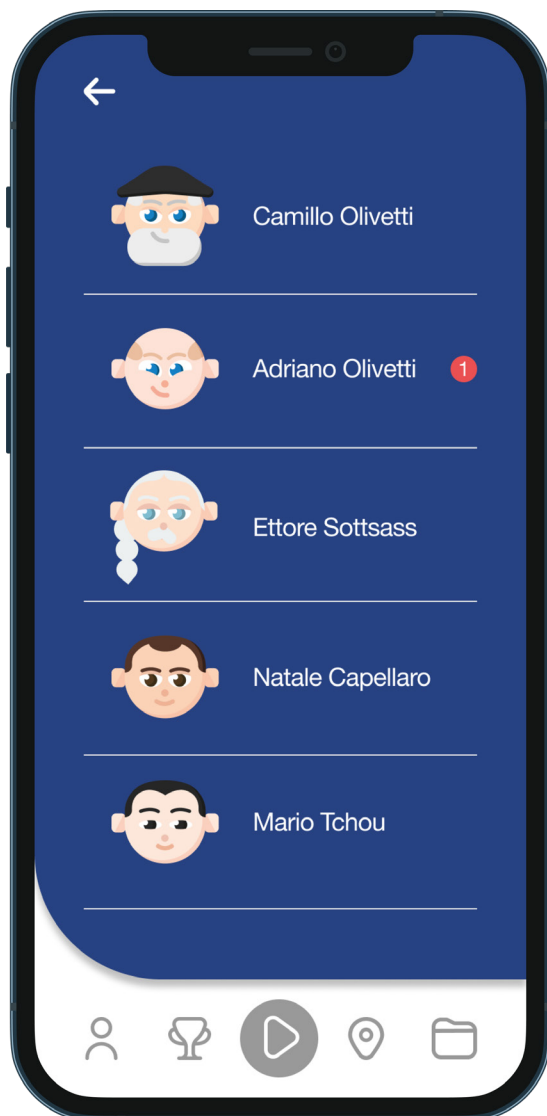 Camillo Olivetti
Adriano Olivetti 1
Ettore Sottsass
Natale Capellaro
Mario Tchou